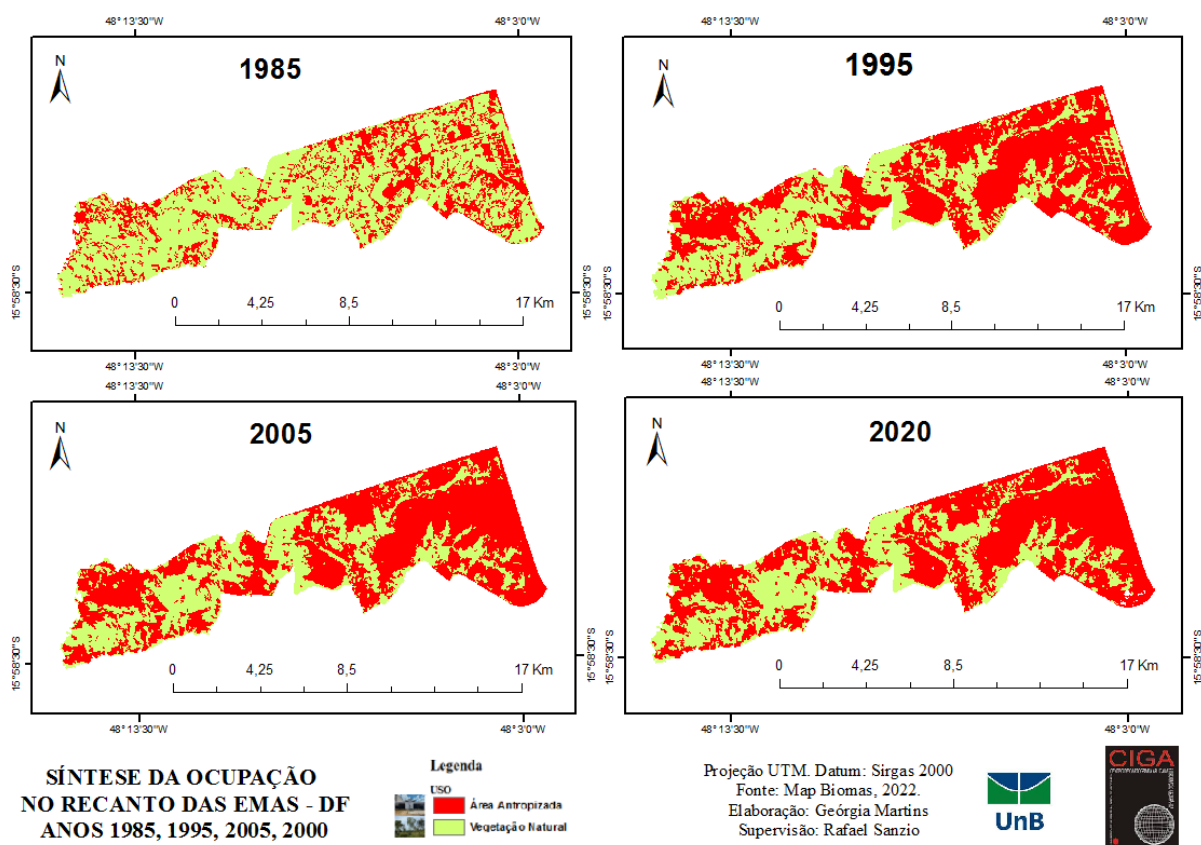 48°13'30"W 48°3'0"W
N
1985
15°58'30"S 15°58'30"S
0 4,25 8,5 17 Km
48°13'30"W 48°3'0"W
48°13'30"W 48°3'0"W
N
1995
15°58'30"S 15°58'30"S
0 4,25 8,5 17 Km
48°13'30"W 48°3'0"W
48°13'30"W 48°3'0"W
N
2005
15°58'30"S 15°58'30"S
0 4,25 8,5 17 Km
48°13'30"W 48°3'0"W
N
2020
15°58'30"S 15°58'30"S
0 4,25 8,5 17 Km
48°13'30"W 48°3'0"W
SÍNTESE DA OCUPAÇÃO
NO RECANTO DAS EMAS - DF
ANOS 1985, 1995, 2005, 2000
Legenda
USO
Área Antropizada
Vegetação Natural
Projeção UTM. Datum: Sirgas 2000
Fonte: Map Biomas, 2022.
Elaboração: Geórgia Martins
Supervisão: Rafael Sanzio
UnB
CIGA